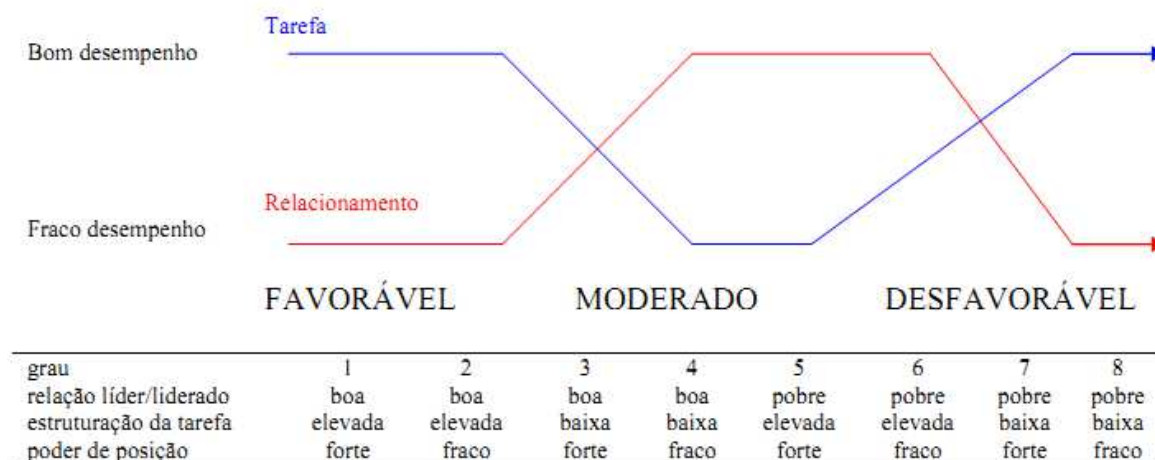 Tarefa
Bom desempenho
Relacionamento
Fraco desempenho
FAVORÁVEL MODERADO DESFAVORÁVEL
grau 1 2 3 4 5 6 7 8
relação líder/liderado boa boa boa boa pobre pobre pobre pobre
estruturação da tarefa elevada elevada baixa baixa elevada elevada baixa baixa
poder de posição forte fraco forte fraco forte fraco forte fraco